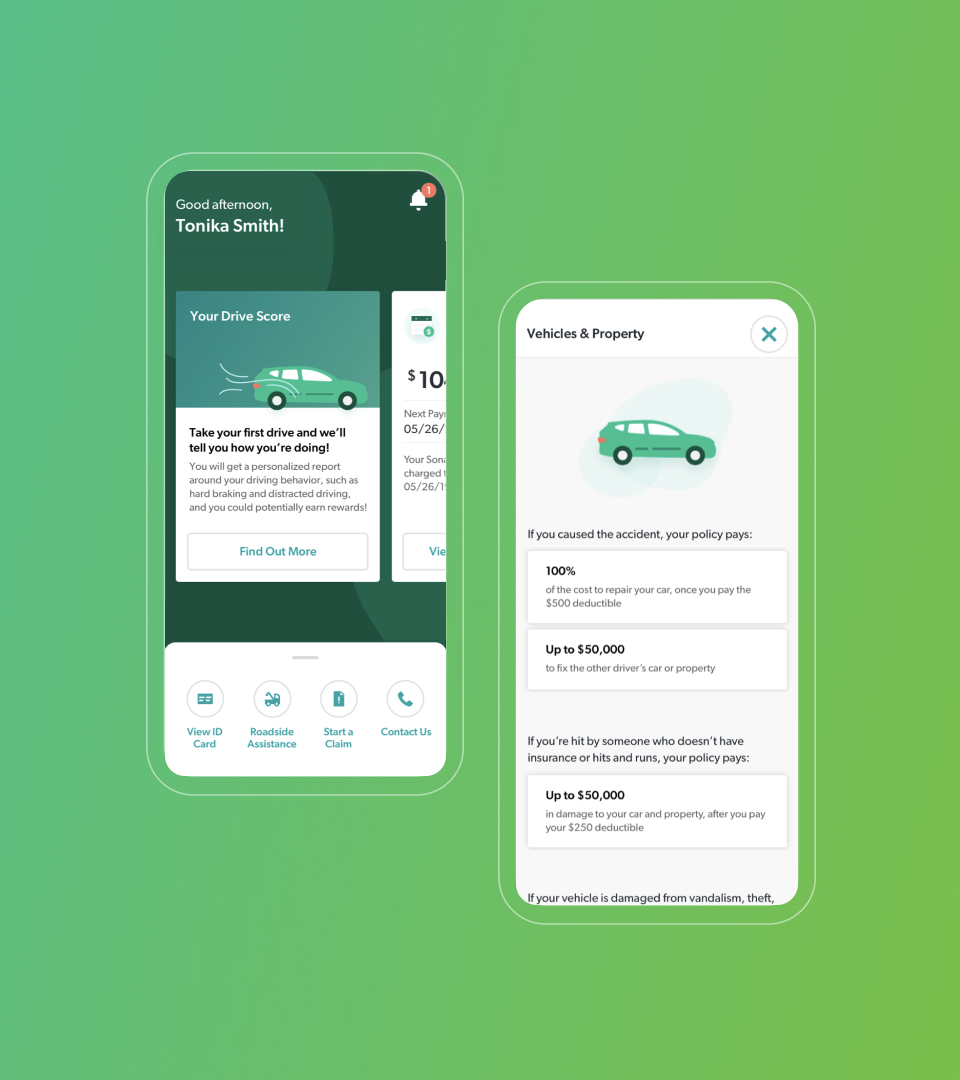 Good afternoon,
Tonika Smith!
1
Your Drive Score
Take your first drive and we'll
tell you how you're doing!
You will get a personalized report
around your driving behavior, such as
hard braking and distracted driving,
and you could potentially earn rewards!
Find Out More
$
$10
Next
05/26/
Your
charged
05/26/
View ID
Card
Roadside
Assistance
Start a
Claim
Contact Us
Vehicles & Property
If you caused the accident, your policy pays:
100%
of the cost to repair your car, once you pay the
$500 deductible
Up to $50,000
to fix the other driver's car or property
If you're hit by someone who doesn't have
insurance or hits and runs, your policy pays:
Up to $50,000
in damage to your car and property, after you pay
your $250 deductible
If your vehicle is damaged from vandalism, theft,